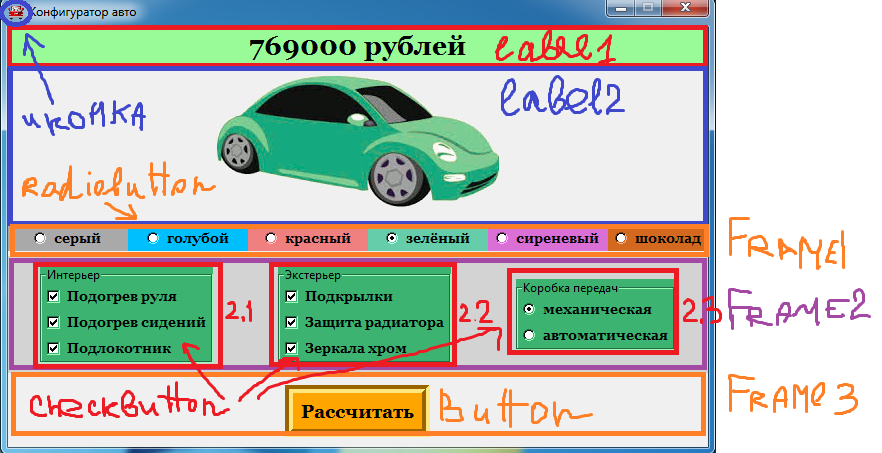 Конфигуратор авто
769000 рублей label1
label2
иконка
Radiobutton
серый голубой красный зелёный сиреневый шоколад
FRAME1
Интерьер Экстерьер Коробка передач
Подогрев руля Подкрылки механическая
2.1 2.2 2.3 FRAME2
Подогрев сидений Защита радиатора автоматическая
Подлокотник Зеркала хром
CheckButton
Рассчитать Button
FRAME 3